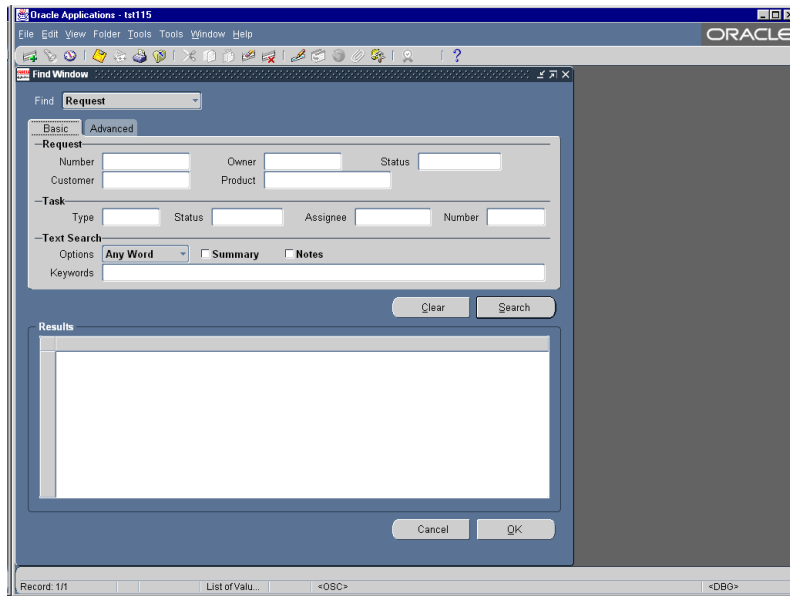 Oracle Applications - tst115
File Edit View Folder Tools Tools Window Help
ORACLE
?
Find Window
Find Request
Basic Advanced
Request
Number Owner Status
Customer Product
Task
Type Status Assignee Number
Text Search
Options Any Word Summary Notes
Keywords
Clear Search
Results
Cancel OK
Record: 1/1 List of Valu... <OSC> <DBG>